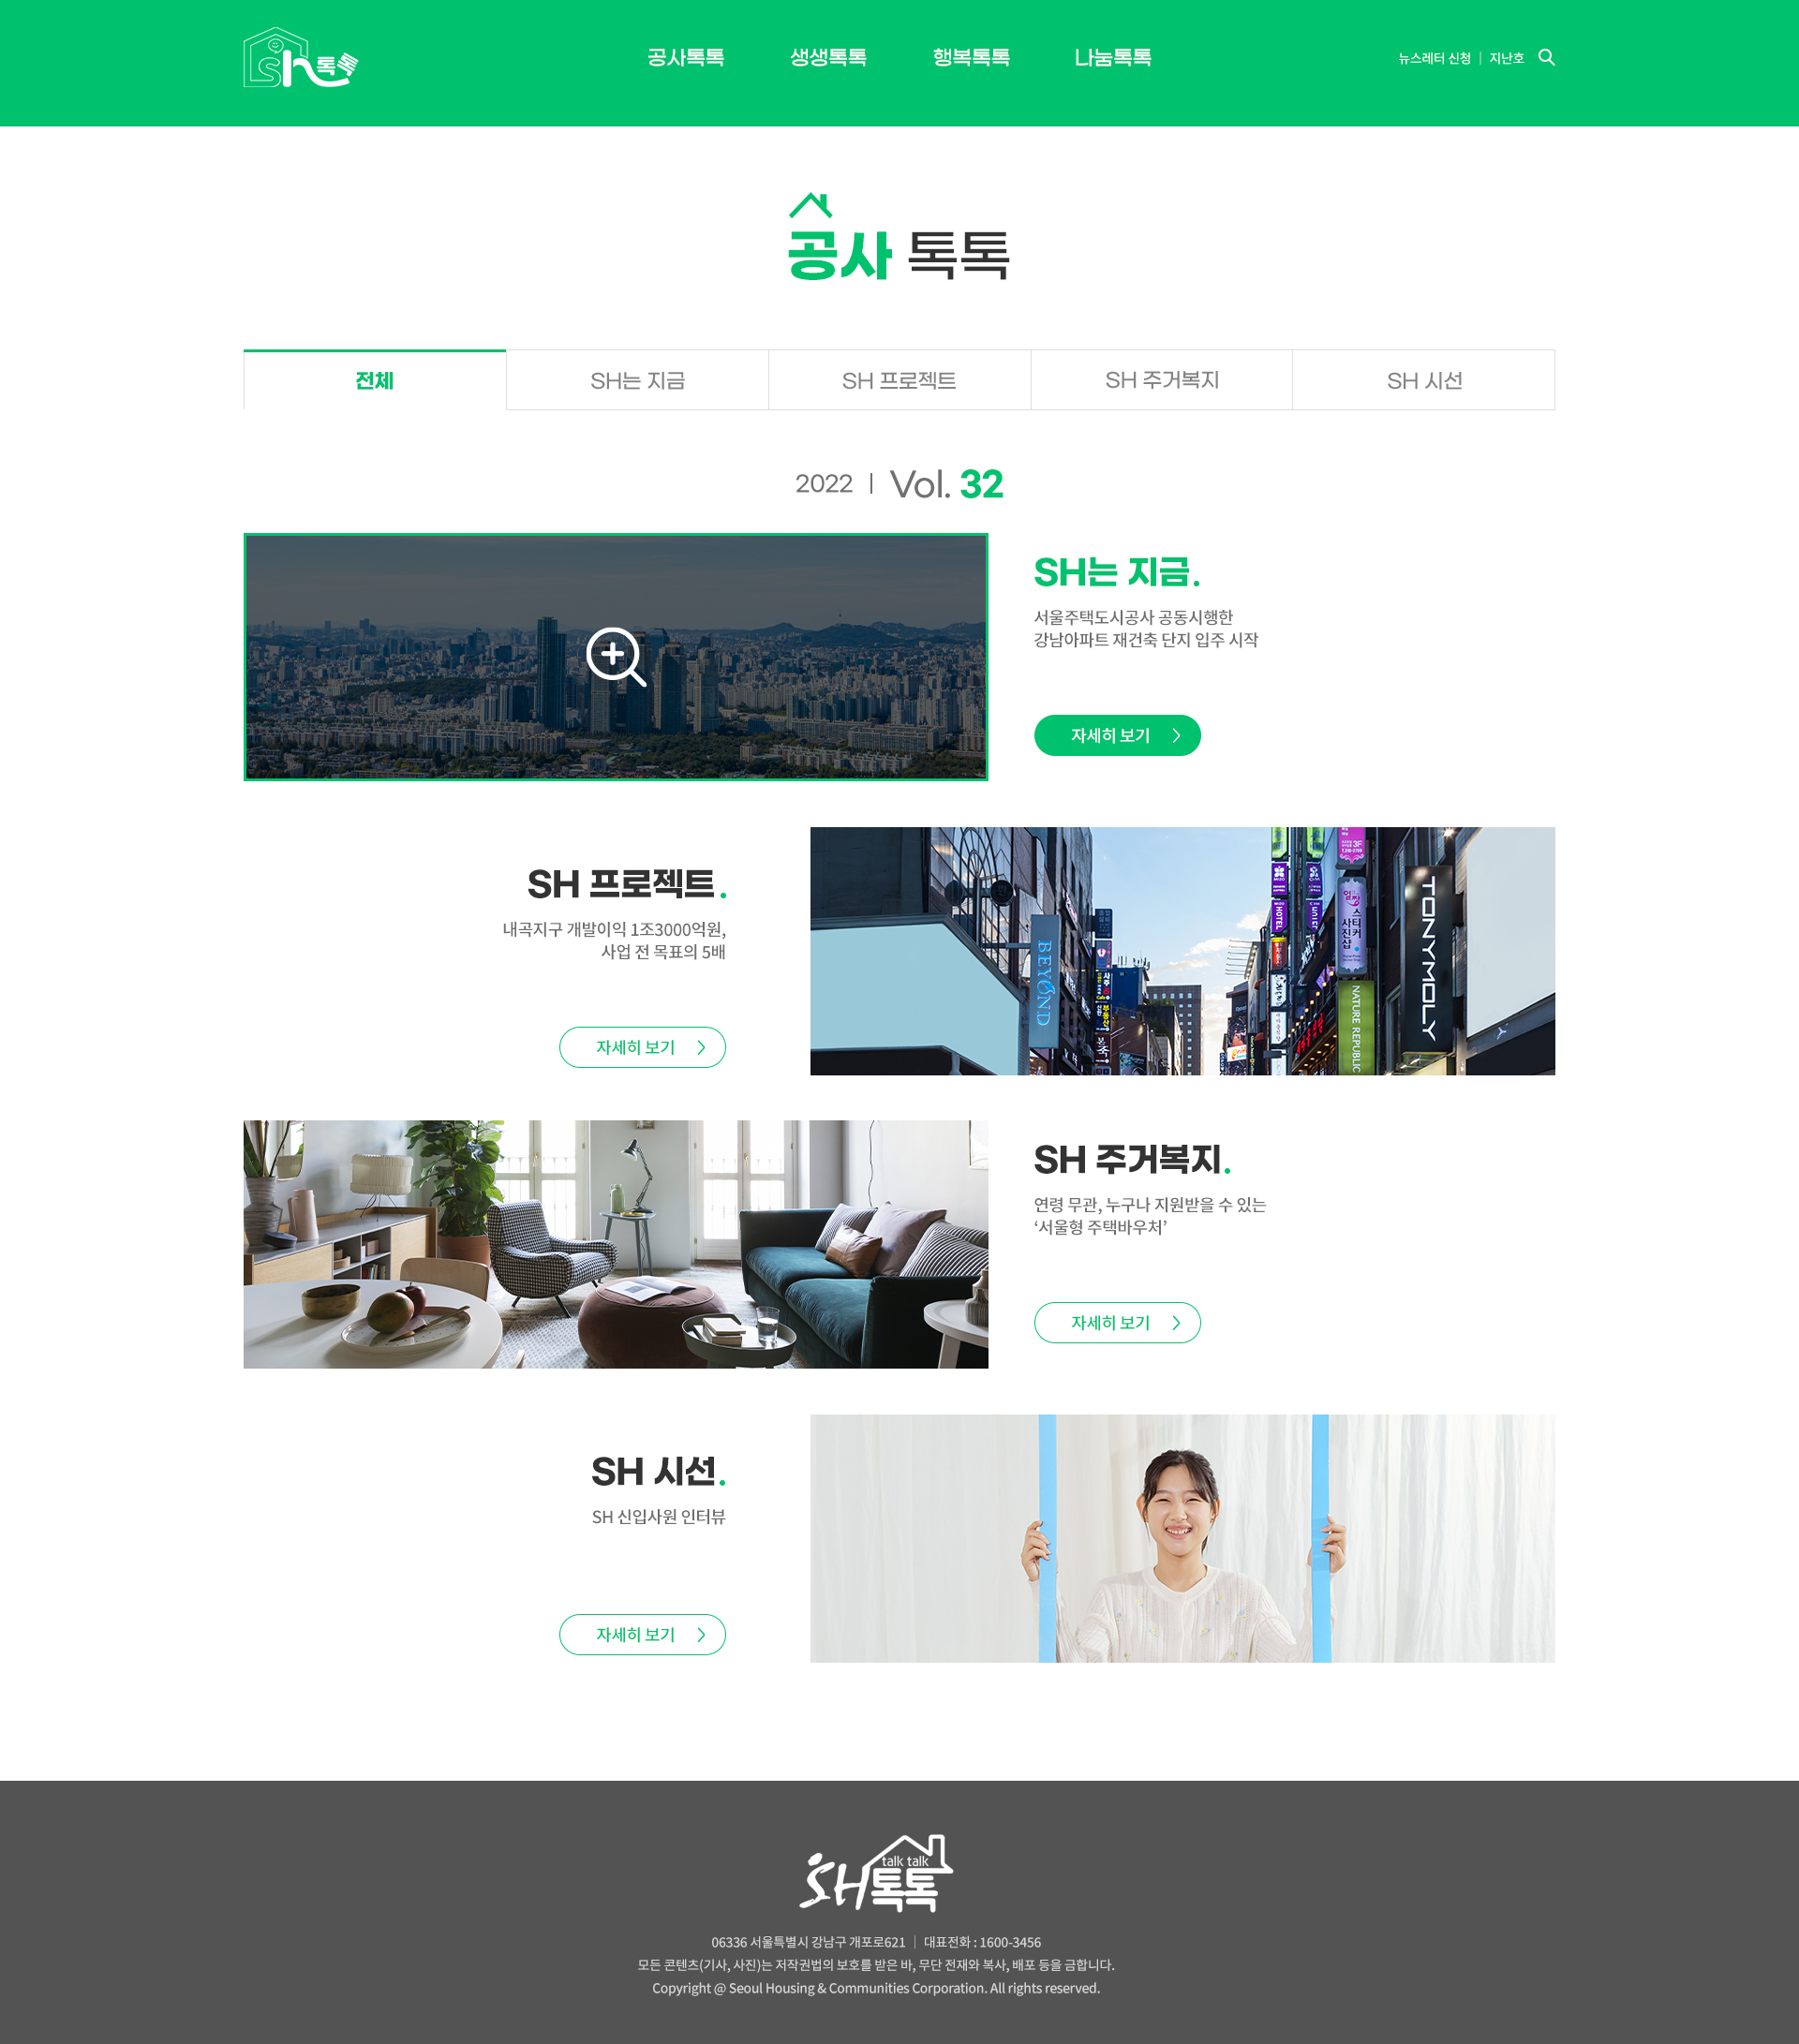 sh톡톡
공사톡톡 생생톡톡 행복톡톡 나눔톡톡
뉴스레터 신청 | 지난호
공사 톡톡
전체 SH는 지금 SH 프로젝트 SH 주거복지 SH 시선
2022 | Vol. 32
SH는 지금.
서울주택도시공사 공동시행한
강남아파트 재건축 단지 입주 시작
자세히 보기
SH 프로젝트.
내곡지구 개발이익 1조3000억원,
사업 전 목표의 5배
자세히 보기
BEYOND
HOTEL
3F
스티커
사진샵
TONYMOLY
NATURE REPUBLIC
SH 주거복지.
연령 무관, 누구나 지원받을 수 있는
‘서울형 주택바우처’
자세히 보기
SH 시선.
SH 신입사원 인터뷰
자세히 보기
talk talk
SH톡톡
06336 서울특별시 강남구 개포로621 | 대표전화 : 1600-3456
모든 콘텐츠(기사, 사진)는 저작권법의 보호를 받은 바, 무단 전재와 복사, 배포 등을 금합니다.
Copyright @ Seoul Housing & Communities Corporation. All rights reserved.